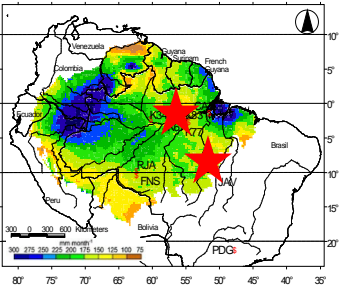 10°
Venezuela
Guyana
Surinam
Colombia
French
Guyana
5°
Ecuador
0°
K77
5°
Brasil
RJA
10°
FNS
JAV
Peru
15°
Bolivia
300 0 300 600 Kilometers
PDG
20°
mm month⁻¹
300 275 250 225 200 175 150 125 100 75
80° 75° 70° 65° 60° 55° 50° 45° 40° 35°